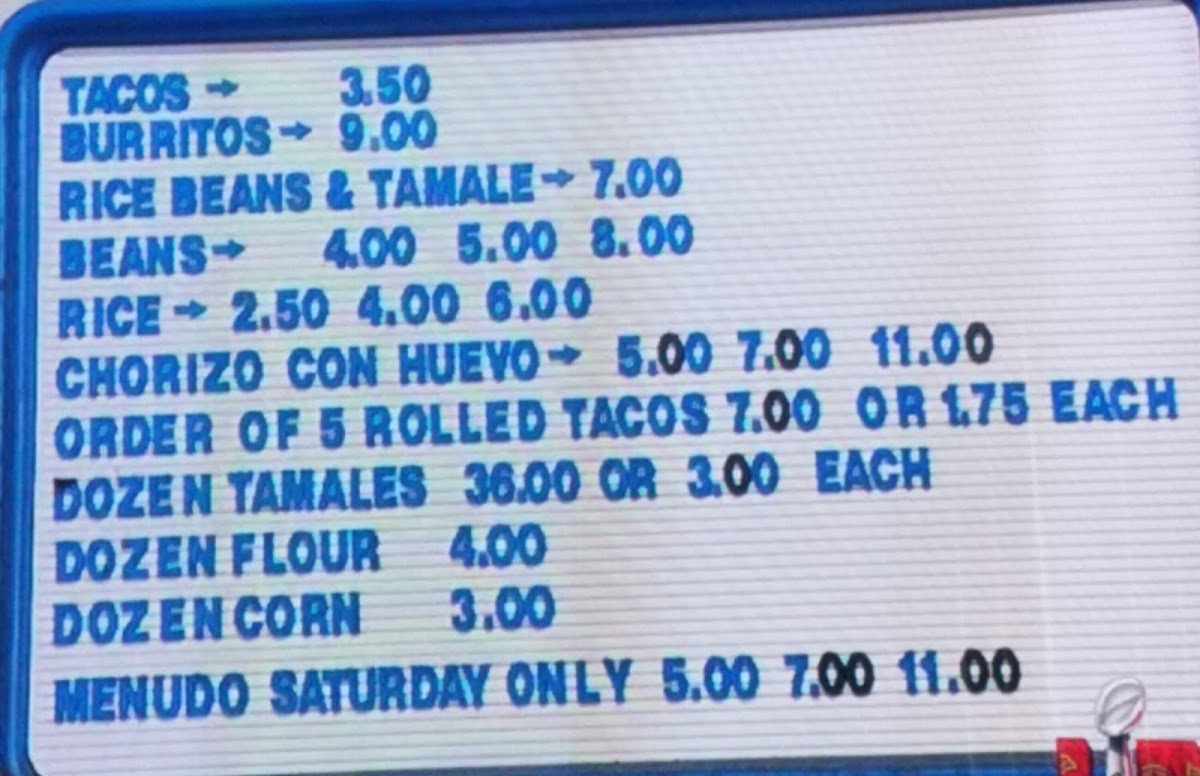 TACOS → 3.50
BURRITOS → 9.00
RICE BEANS & TAMALE → 7.00
BEANS → 4.00 5.00 8.00
RICE → 2.50 4.00 6.00
CHORIZO CON HUEVO → 5.00 7.00 11.00
ORDER OF 5 ROLLED TACOS 7.00 OR 1.75 EACH
DOZEN TAMALES 36.00 OR 3.00 EACH
DOZEN FLOUR 4.00
DOZEN CORN 3.00
MENUDO SATURDAY ONLY 5.00 7.00 11.00